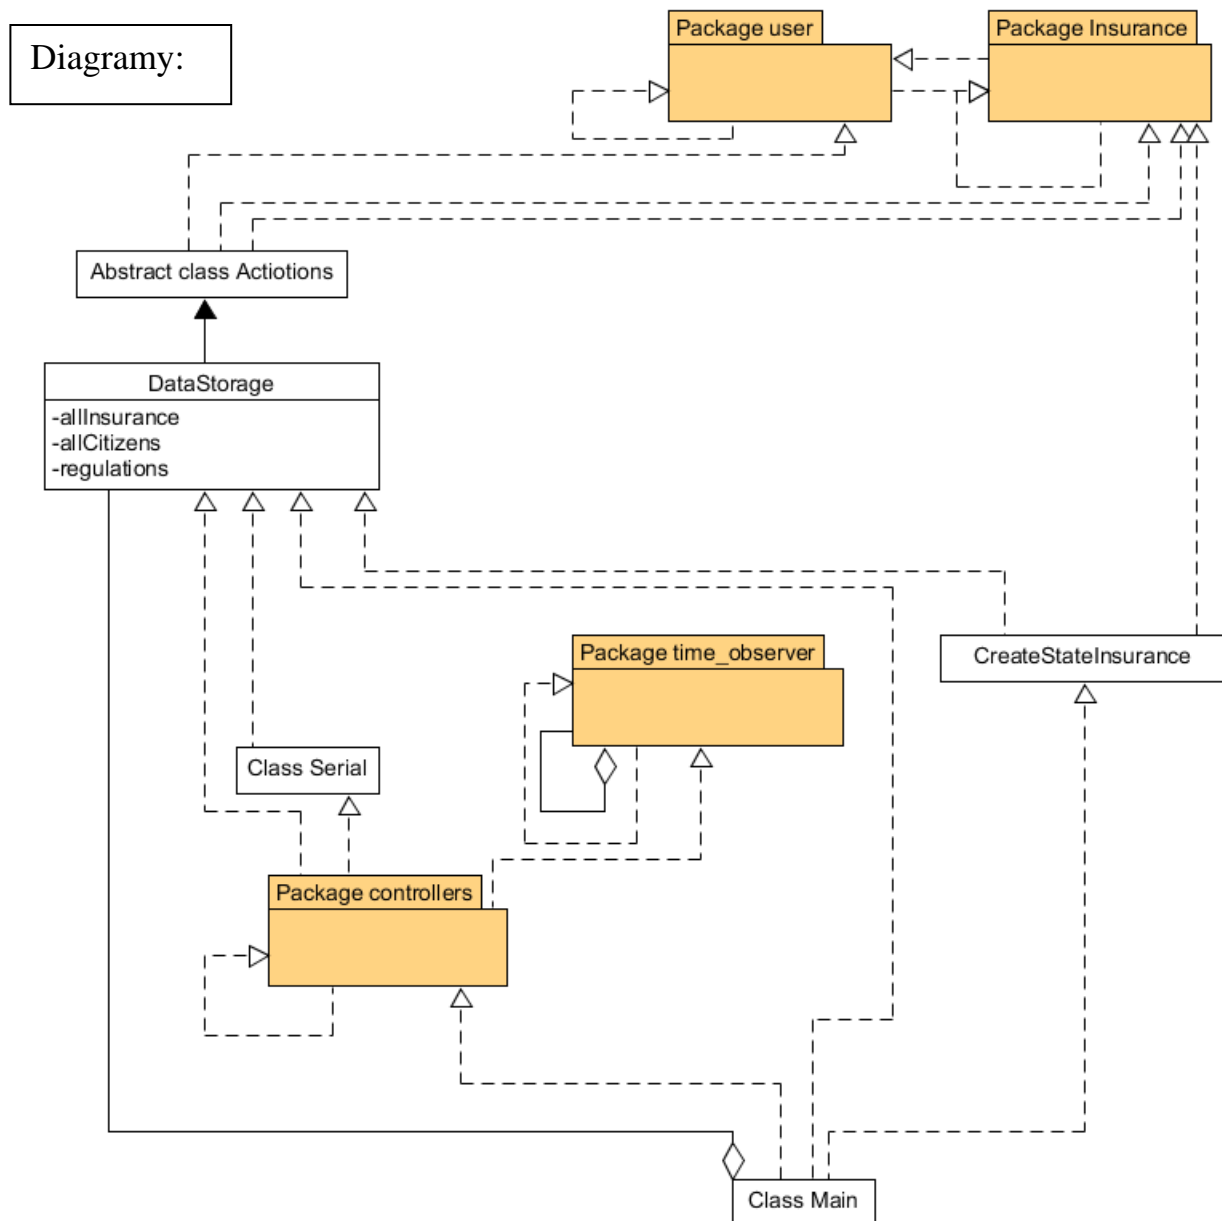 Diagramy:
Package user
Package Insurance
Abstract class Actiotions
DataStorage
-allInsurance
-allCitizens
-regulations
Package time_observer
CreateStateInsurance
Class Serial
Package controllers
Class Main